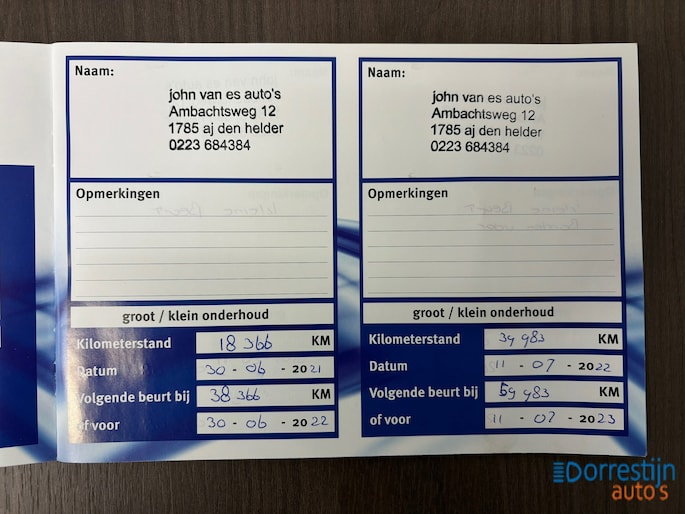 Naam:
john van es auto's
Ambachtsweg 12
1785 aj den helder
0223 684384
Opmerkingen
groot / klein onderhoud
Kilometerstand 18 366 KM
Datum 30 - 06 - 2021
Volgende beurt bij 38 366 KM
of voor 30 - 06 - 2022
Naam:
john van es auto's
Ambachtsweg 12
1785 aj den helder
0223 684384
Opmerkingen
groot / klein onderhoud
Kilometerstand 39 983 KM
Datum 11 - 07 - 2022
Volgende beurt bij 59 983 KM
of voor 11 - 07 - 2023
Dorrestijn
auto's